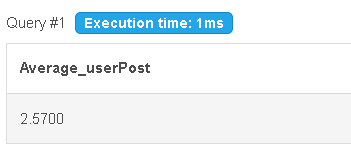 Query #1 Execution time: 1ms
Average_userPost
2.5700